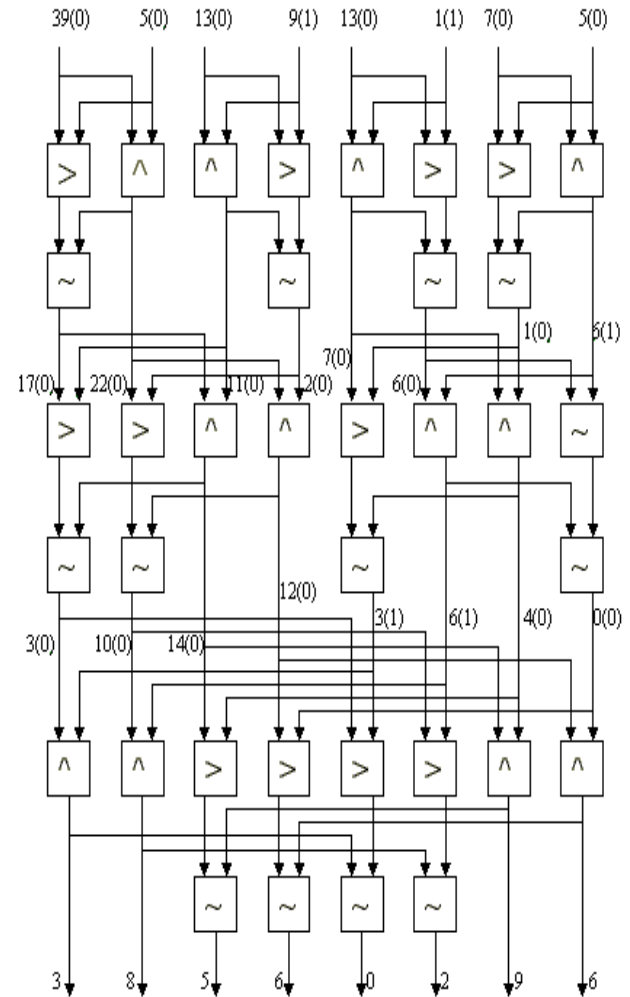 39(0) 5(0) 13(0) 9(1) 13(0) 1(1) 7(0) 5(0)
> ^ ^ > ^ > > ^
~ ~ ~ ~
1(0) 6(1)
7(0)
17(0) 22(0) 11(0) 2(0) 6(0)
> > ^ ^ > ^ ^ ~
~ ~ ~ ~
12(0)
3(1) 6(1) 4(0) 0(0)
3(0) 10(0) 14(0)
^ ^ > > > > ^ ^
~ ~ ~ ~
3 8 5 6 0 2 9 6